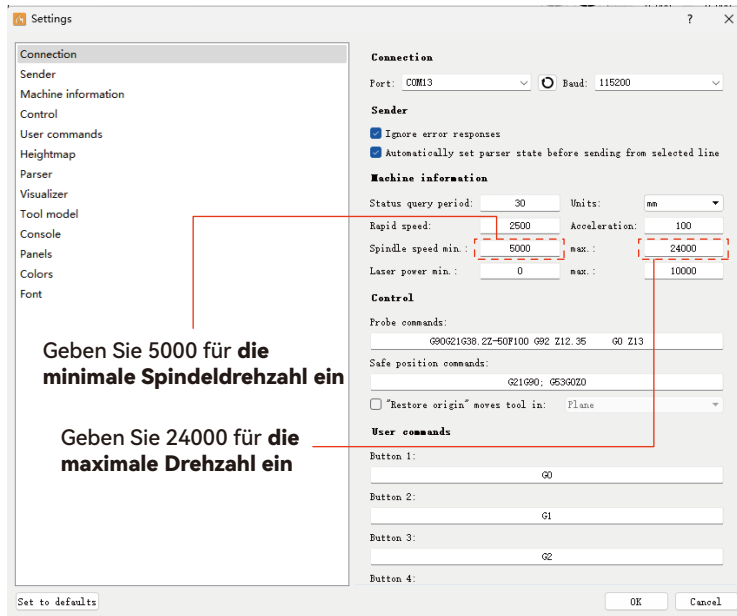 Settings
? ×
Connection
Sender
Machine information
Control
User commands
Heightmap
Parser
Visualizer
Tool model
Console
Panels
Colors
Font
Connection
Port: COM13 Baud: 115200
Sender
Ignore error responses
Automatically set parser state before sending from selected line
Machine information
Status query period: 30 Units: mm
Rapid speed: 2500 Acceleration: 100
Spindle speed min.: 5000 max.: 24000
Laser power min.: 0 max.: 10000
Control
Probe commands:
G90G21G38.2Z-50F100 G92 Z12.35 G0 Z13
Safe position commands:
G21G90; G53G0Z0
"Restore origin" moves tool in: Plane
User commands
Button 1:
G0
Button 2:
G1
Button 3:
G2
Button 4:
Geben Sie 5000 für die
minimale Spindeldrehzahl ein
Geben Sie 24000 für die
maximale Drehzahl ein
Set to defaults
OK Cancel